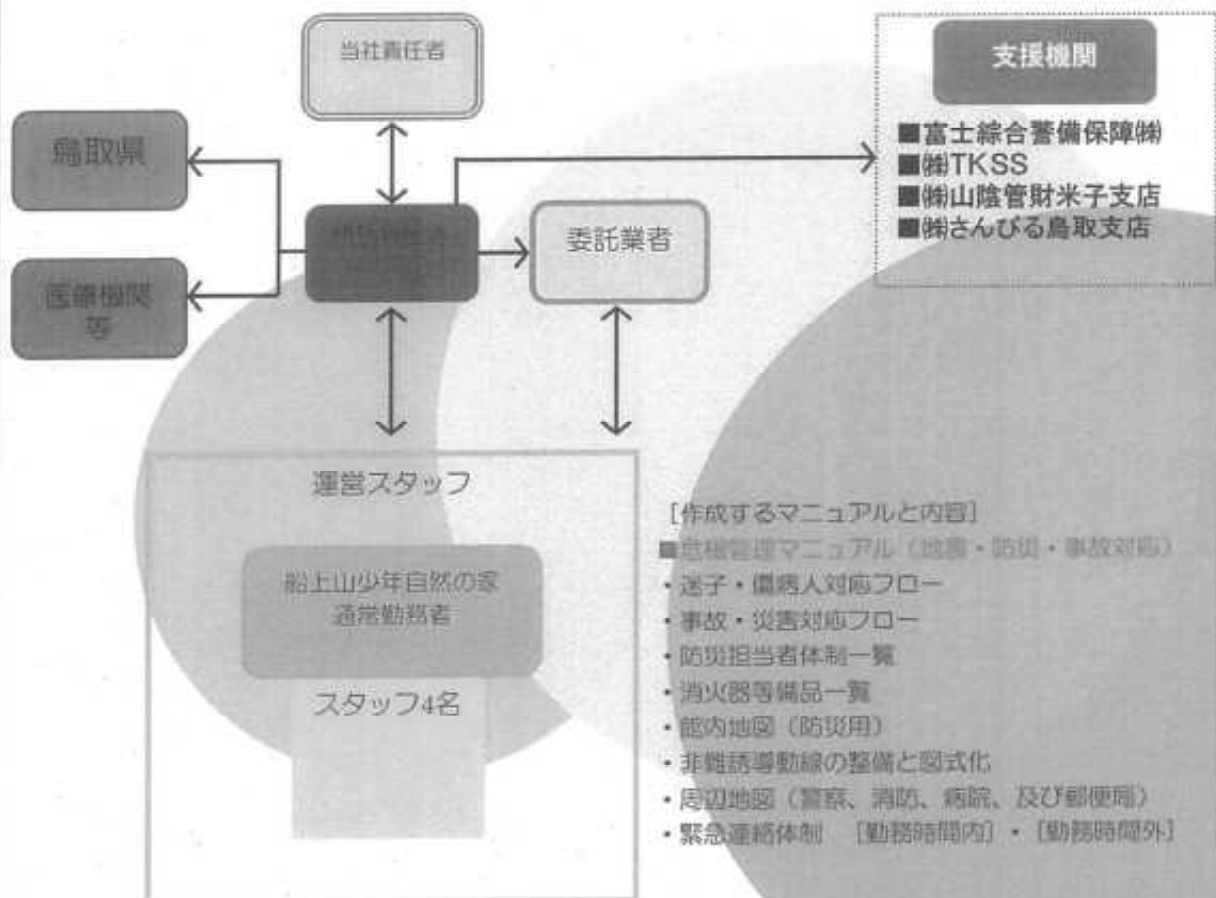 当社責任者
支援機関
■富士綜合警備保障㈱
■㈱TKSS
■㈱山陰管財米子支店
■㈱さんびる鳥取支店
鳥取県
委託業者
医療機関
等
運営スタッフ
船上山少年自然の家
通常勤務者
スタッフ4名
[作成するマニュアルと内容]
■危機管理マニュアル（地震・防災・事故対応）
・迷子・傷病人対応フロー
・事故・災害対応フロー
・防災担当者体制一覧
・消火器等備品一覧
・館内地図（防災用）
・非難誘導動線の整備と図式化
・周辺地図（警察、消防、病院、及び郵便局）
・緊急連絡体制　[勤務時間内]・[勤務時間外]